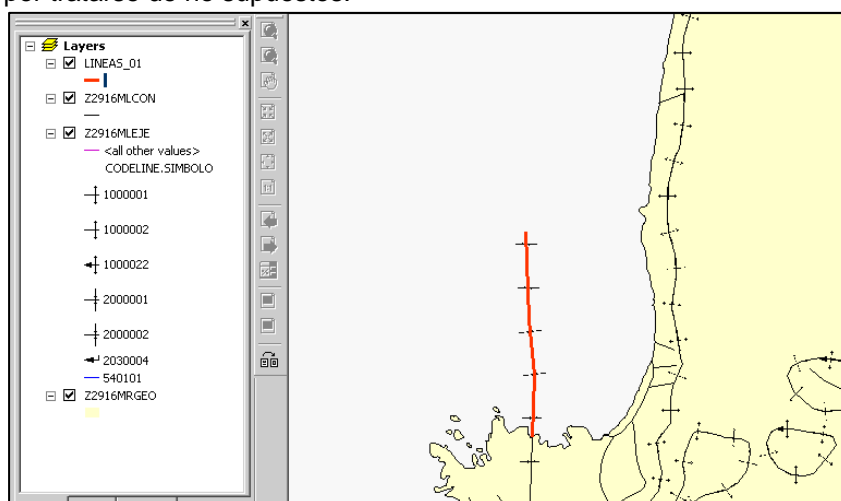 por tratarse de no supuestos.
Layers
LINEAS_01
Z2916MLCON
Z2916MLEJE
<all other values>
CODELINE.SIMBOLO
1000001
1000002
1000022
2000001
2000002
2030004
540101
Z2916MRGEO